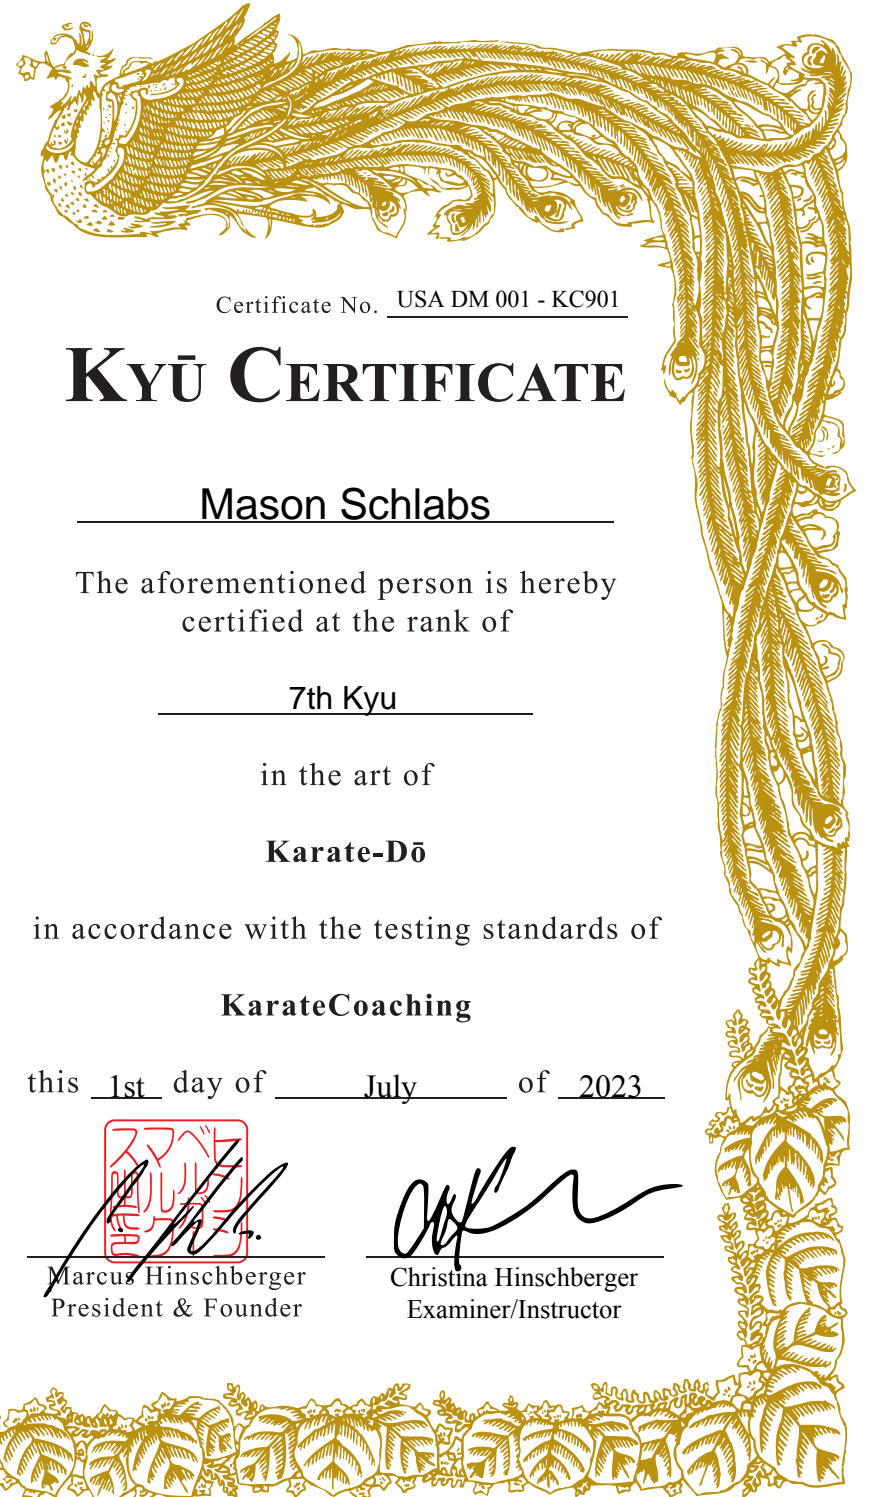 Certificate No. USA DM 001 - KC901
KYŪ CERTIFICATE
Mason Schlabs
The aforementioned person is hereby
certified at the rank of
7th Kyu
in the art of
Karate-Dō
in accordance with the testing standards of
KarateCoaching
this 1st day of July of 2023
Marcus Hinschberger
President & Founder
Christina Hinschberger
Examiner/Instructor